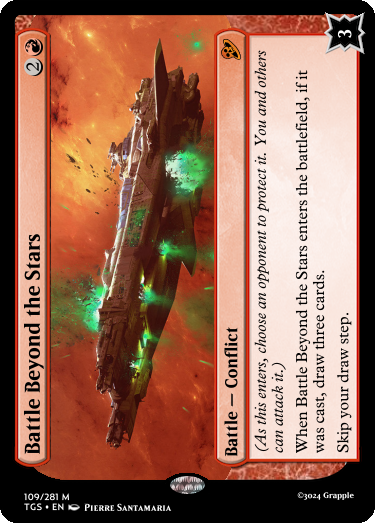 Battle Beyond the Stars 2
Battle — Conflict
(As this enters, choose an opponent to protect it. You and others
can attack it.)
When Battle Beyond the Stars enters the battlefield, if it
was cast, draw three cards.
Skip your draw step.
3
109/281 M
TGS • EN Pierre Santamaria
©3024 Grapple